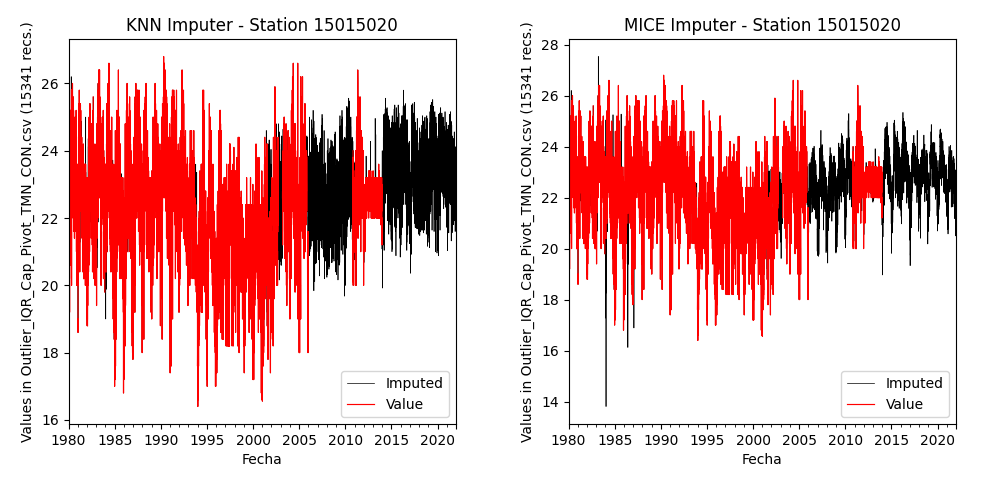 KNN Imputer - Station 15015020
Values in Outlier_IQR_Cap_Pivot_TMN_CON.csv (15341 recs.)
26
24
22
20
18
16
1980 1985 1990 1995 2000 2005 2010 2015 2020
Fecha
Imputed
Value
MICE Imputer - Station 15015020
Values in Outlier_IQR_Cap_Pivot_TMN_CON.csv (15341 recs.)
28
26
24
22
20
18
16
14
1980 1985 1990 1995 2000 2005 2010 2015 2020
Fecha
Imputed
Value